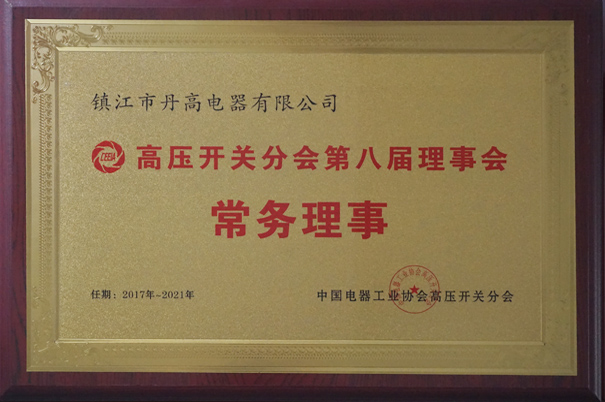 镇江市丹高电器有限公司
CEEIA 高压开关分会第八届理事会
常务理事
任期：2017年~2021年
中国电器工业协会高压开关分会